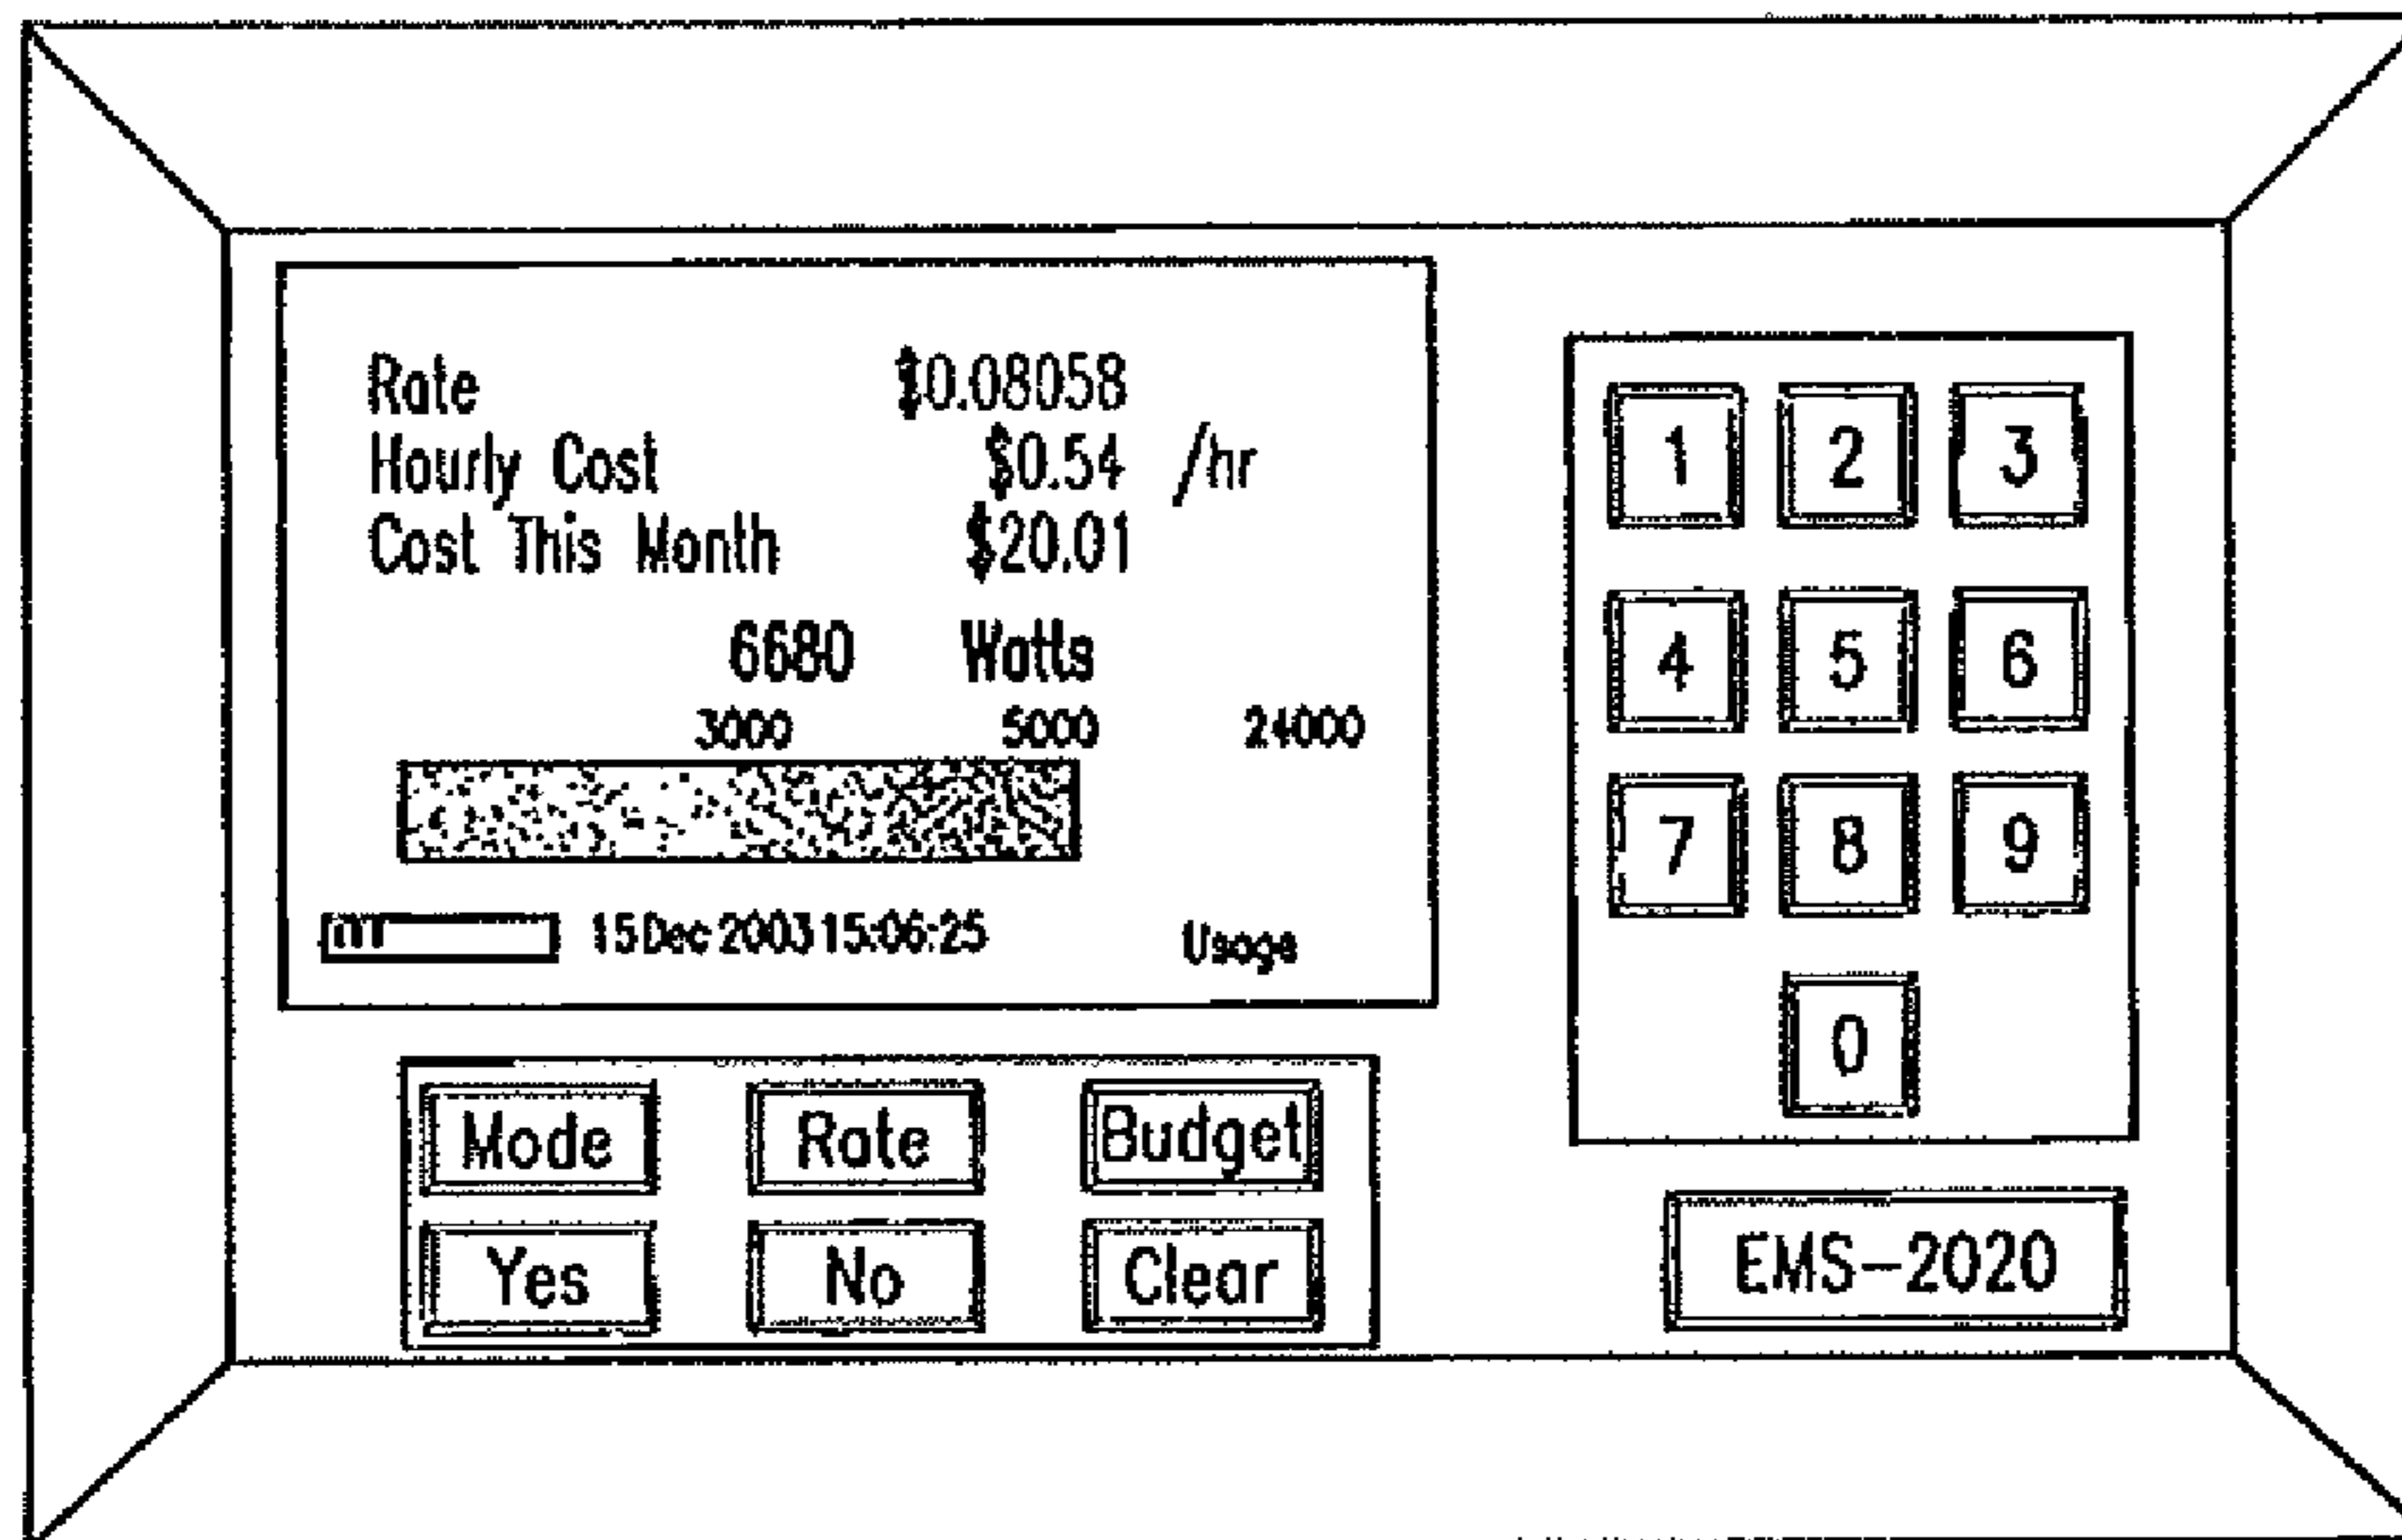 Rate $0.08058
Hourly Cost $0.54 /hr
Cost This Month $20.01
6680 Watts
3000 5000 24000
15 Dec 2003 15:06:25 Usage
Mode Rate Budget
Yes No Clear
1 2 3
4 5 6
7 8 9
0
EMS-2020